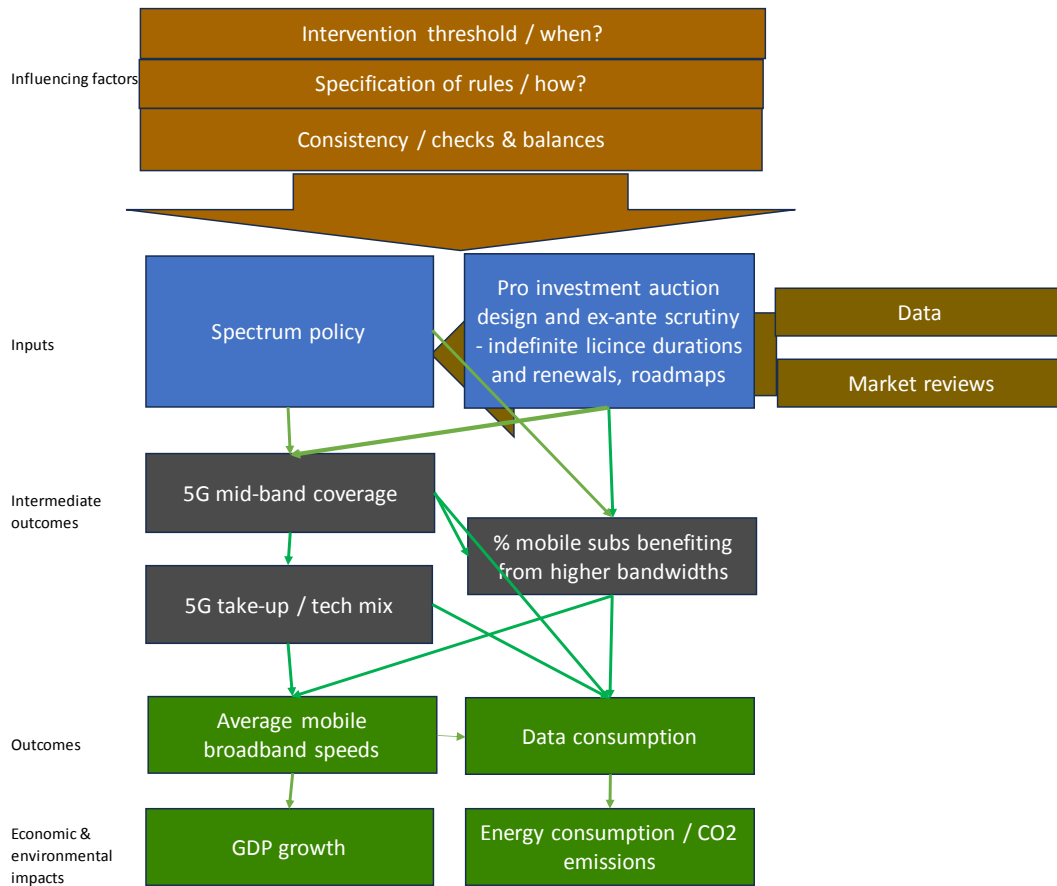 Intervention threshold / when?
Influencing factors
Specification of rules / how?
Consistency / checks & balances
Inputs
Spectrum policy
Pro investment auction
design and ex-ante scrutiny
- indefinite licince durations
and renewals, roadmaps
Data
Market reviews
Intermediate
outcomes
5G mid-band coverage
% mobile subs benefiting
from higher bandwidths
5G take-up / tech mix
Outcomes
Average mobile
broadband speeds
Data consumption
Economic &
environmental
impacts
GDP growth
Energy consumption / CO2
emissions